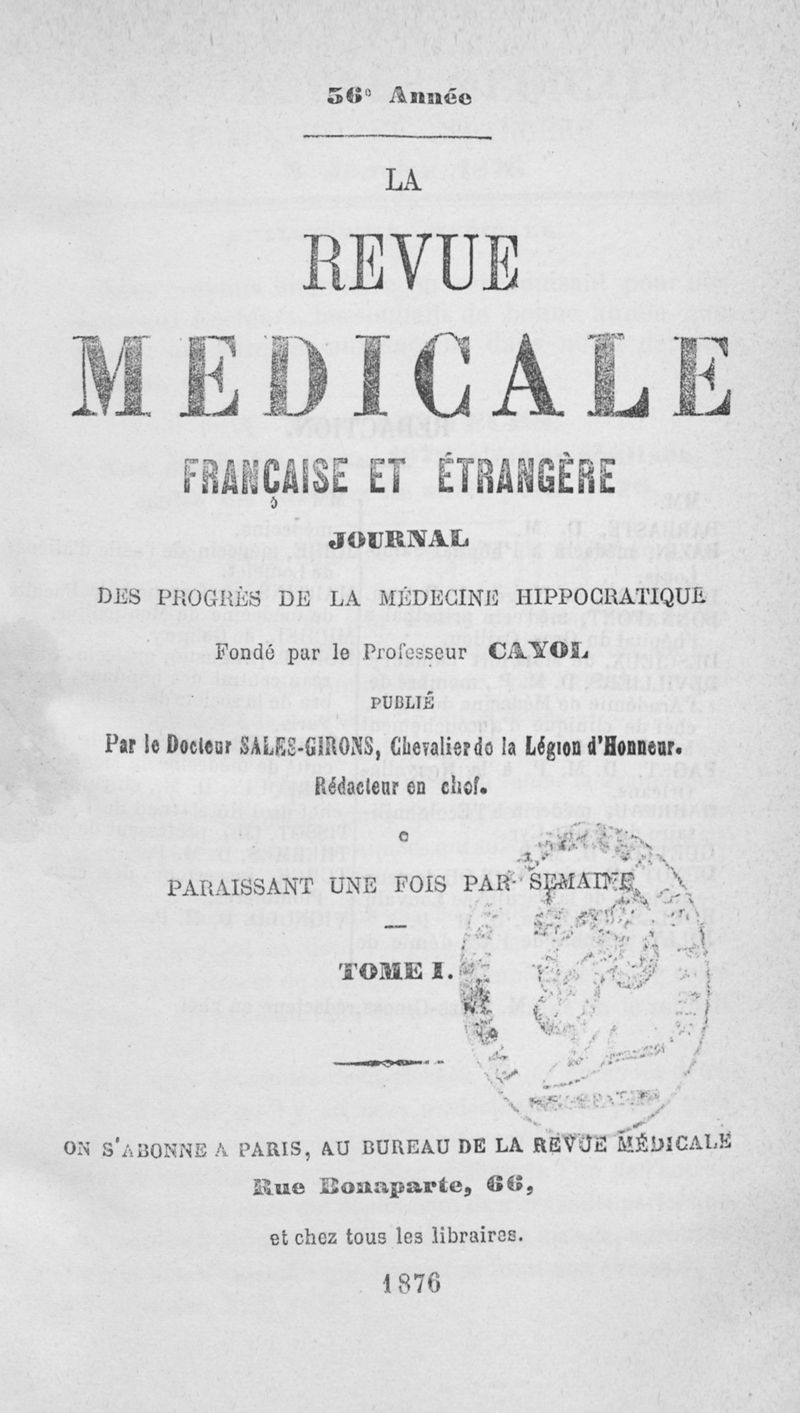 56e Année
LA
REVUE
MEDICALE
FRANÇAISE ET ÉTRANGÈRE
JOURNAL
DES PROGRÈS DE LA MÉDECINE HIPPOCRATIQUE
Fondé par le Professeur CAYOL
PUBLIÉ
Par le Docteur SALES-GIRONS, Chevalier de la Légion d'Honneur.
Rédacteur en chef.
PARAISSANT UNE FOIS PAR SEMAINE
TOME I.
ON S'ABONNE A PARIS, AU BUREAU DE LA REVUE MÉDICALE
Rue Bonaparte, 66,
et chez tous les libraires.
1876